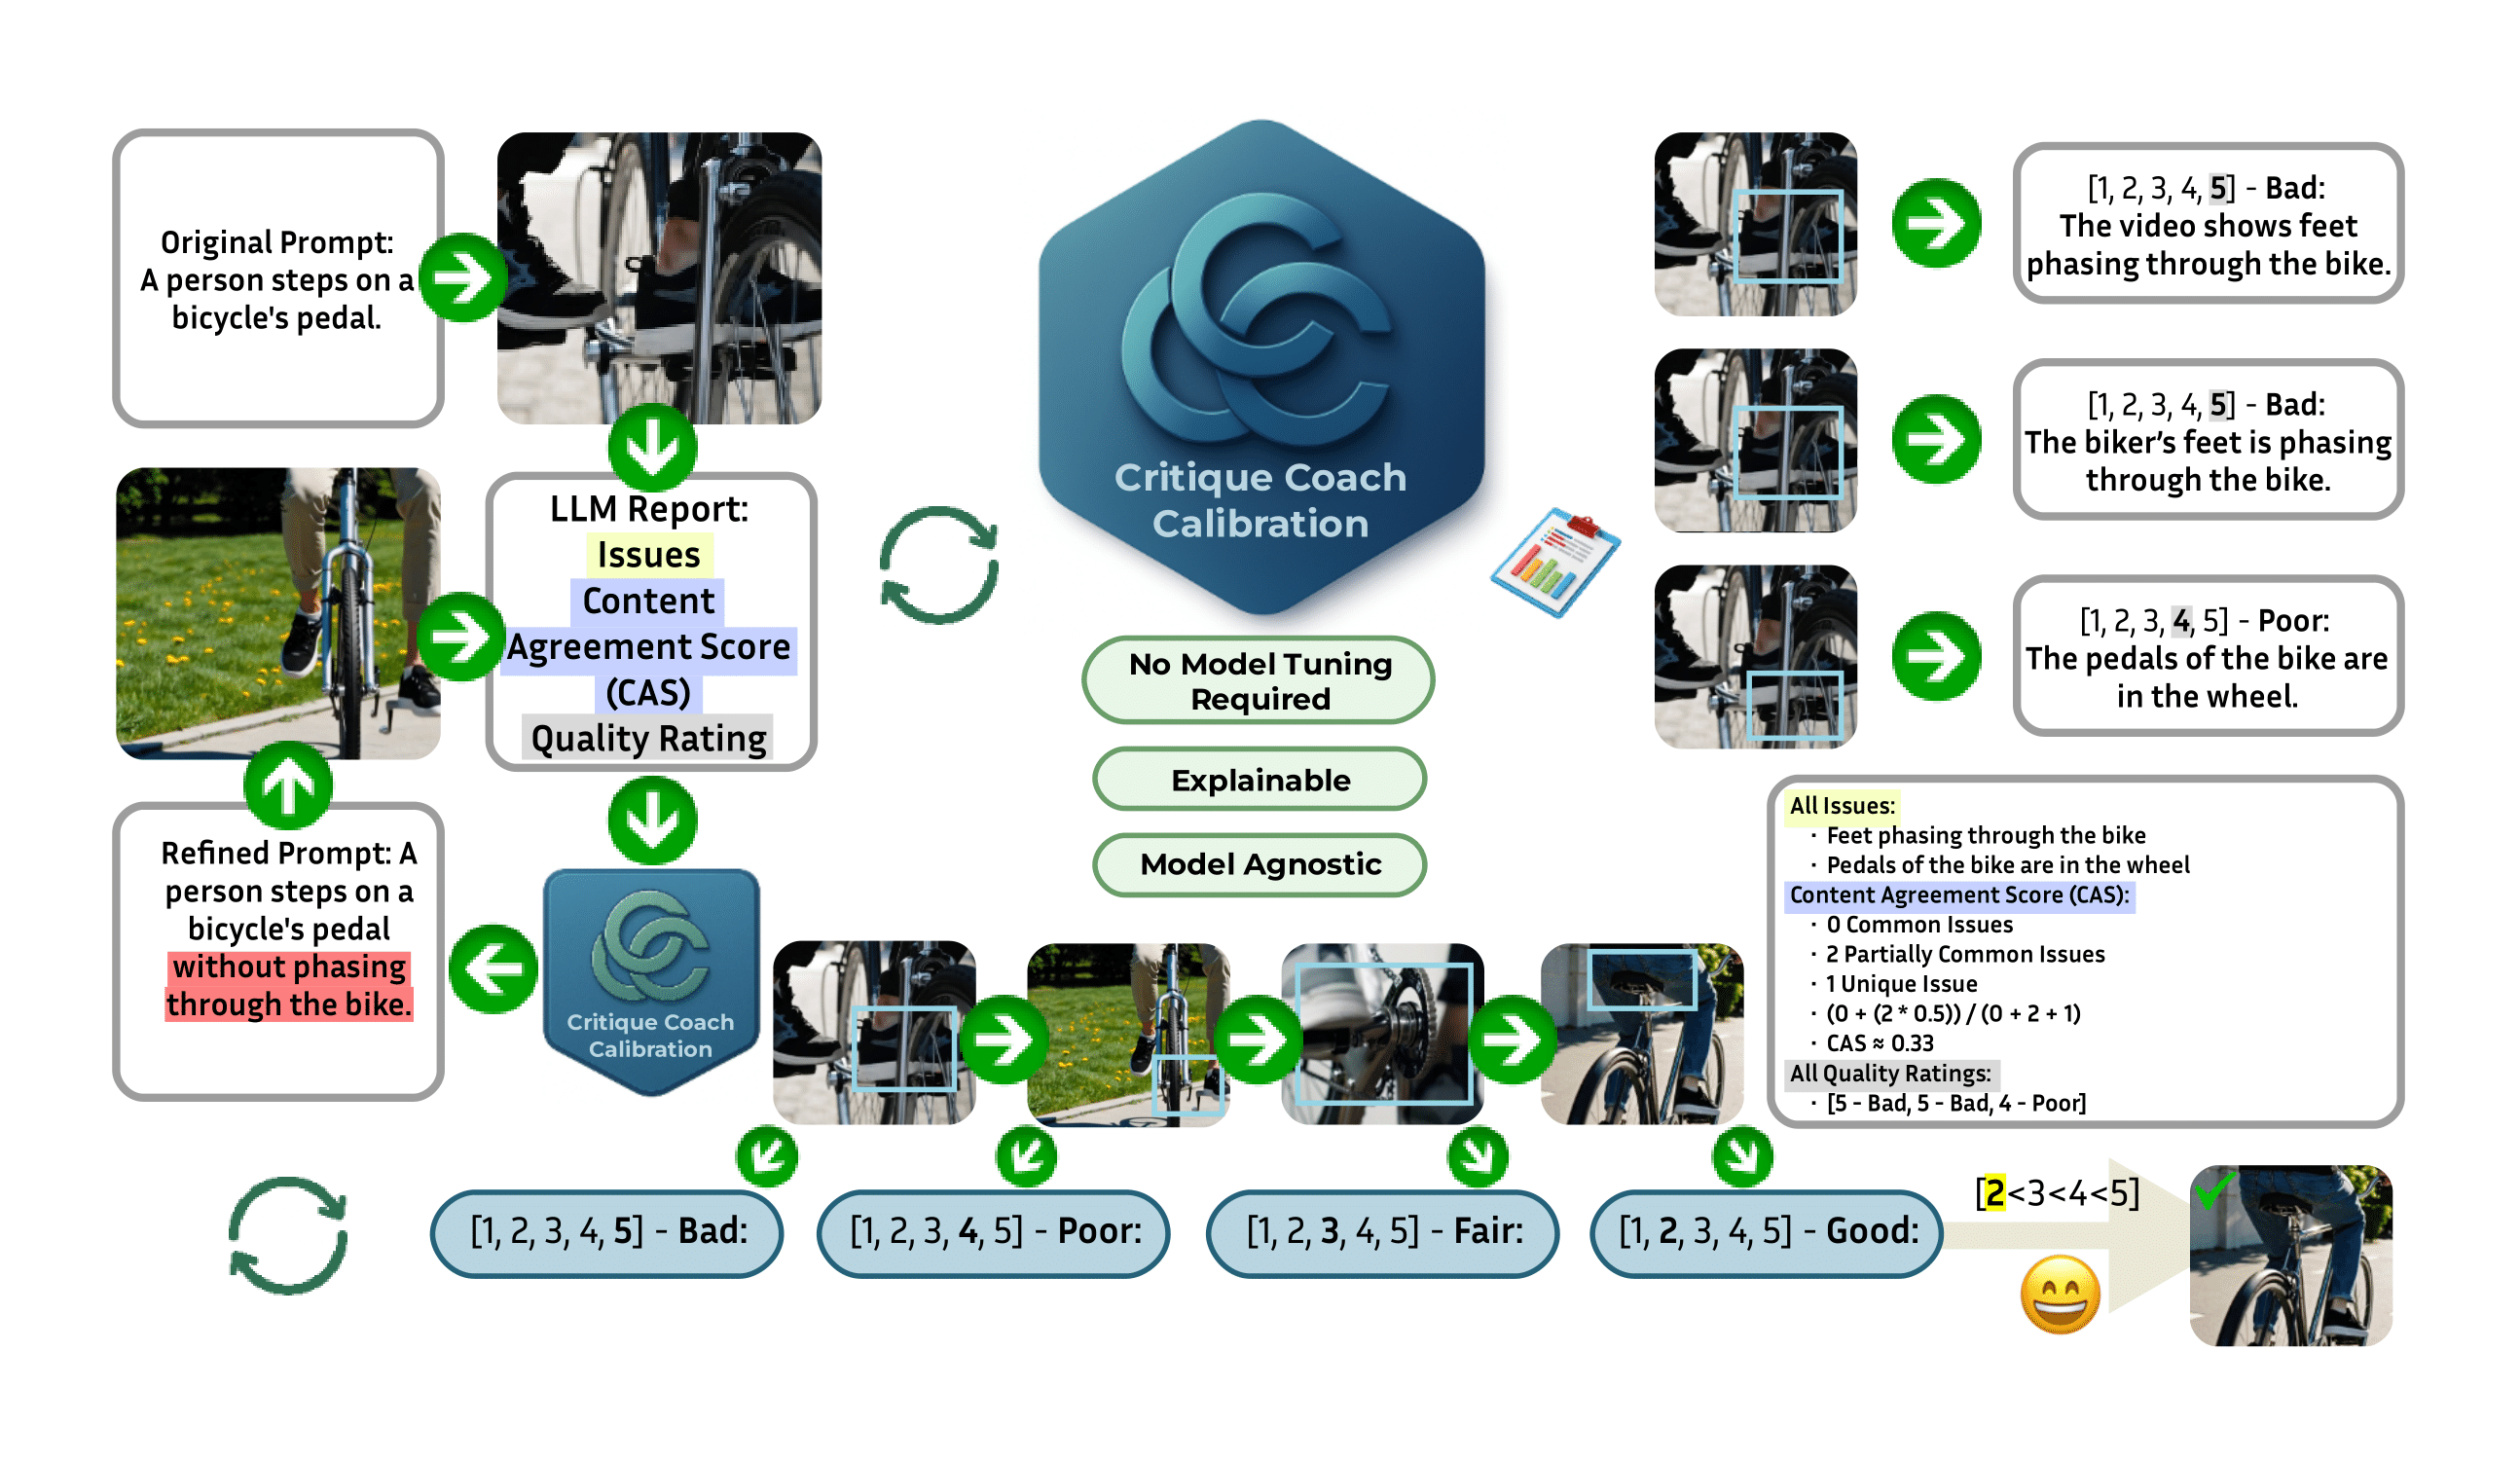 Original Prompt:
A person steps on a
bicycle's pedal.
LLM Report:
Issues
Content
Agreement Score
(CAS)
Quality Rating
Refined Prompt: A
person steps on a
bicycle's pedal
without phasing
through the bike.
Critique Coach
Calibration
Critique Coach
Calibration
No Model Tuning
Required
Explainable
Model Agnostic
[1, 2, 3, 4, 5] - Bad:
The video shows feet
phasing through the bike.
[1, 2, 3, 4, 5] - Bad:
The biker’s feet is phasing
through the bike.
[1, 2, 3, 4, 5] - Poor:
The pedals of the bike are
in the wheel.
All Issues:
· Feet phasing through the bike
· Pedals of the bike are in the wheel
Content Agreement Score (CAS):
· 0 Common Issues
· 2 Partially Common Issues
· 1 Unique Issue
· (0 + (2 * 0.5)) / (0 + 2 + 1)
· CAS ≈ 0.33
All Quality Ratings:
· [5 - Bad, 5 - Bad, 4 - Poor]
[1, 2, 3, 4, 5] - Bad:
[1, 2, 3, 4, 5] - Poor:
[1, 2, 3, 4, 5] - Fair:
[1, 2, 3, 4, 5] - Good:
[2<3<4<5]